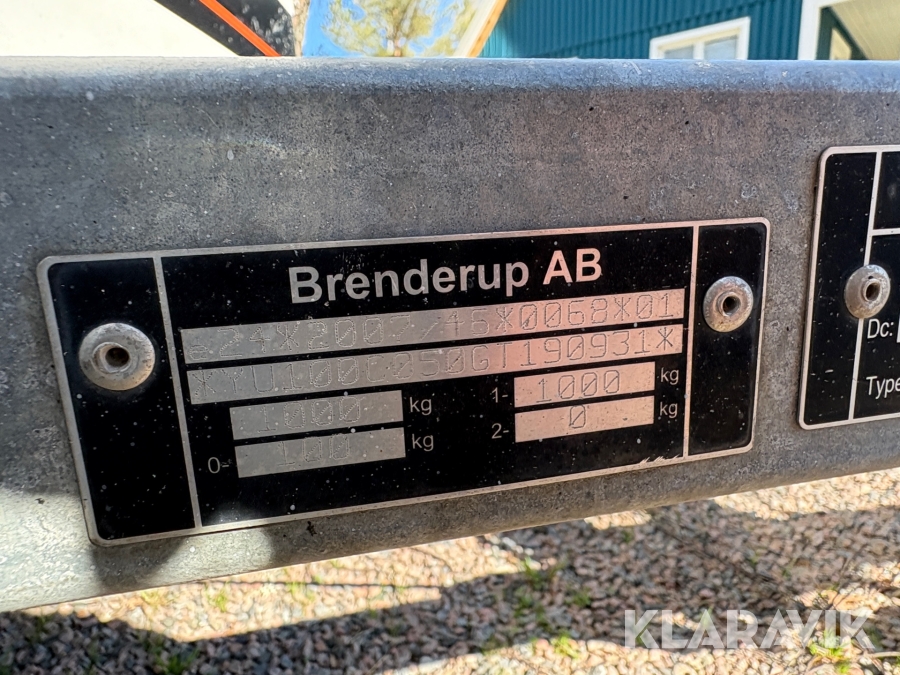 Brenderup AB
e24*2007/46*0068*01
1000 kg
1- 1000 kg
0- 100 kg
2- 0 kg
Dc:
Type
KLARAVIK